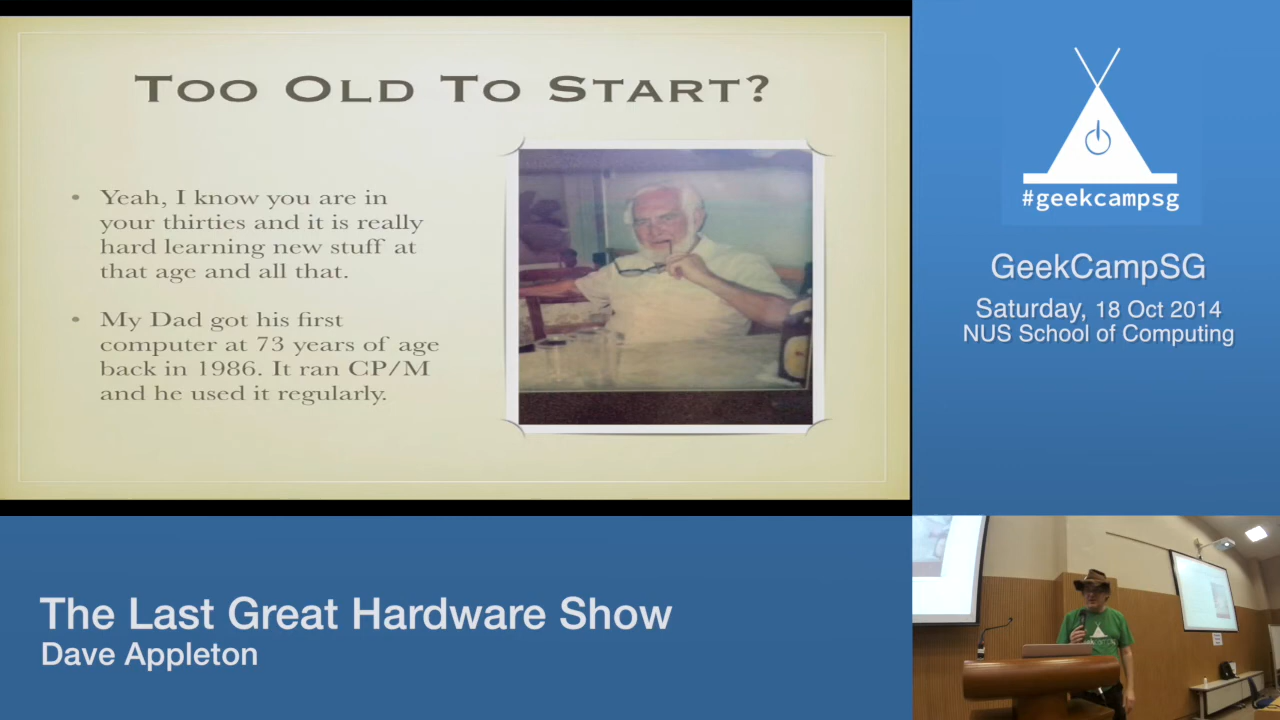 Too Old To Start?
• Yeah, I know you are in
your thirties and it is really
hard learning new stuff at
that age and all that.
• My Dad got his first
computer at 73 years of age
back in 1986. It ran CP/M
and he used it regularly.
#geekcampsg
GeekCampSG
Saturday, 18 Oct 2014
NUS School of Computing
The Last Great Hardware Show
Dave Appleton